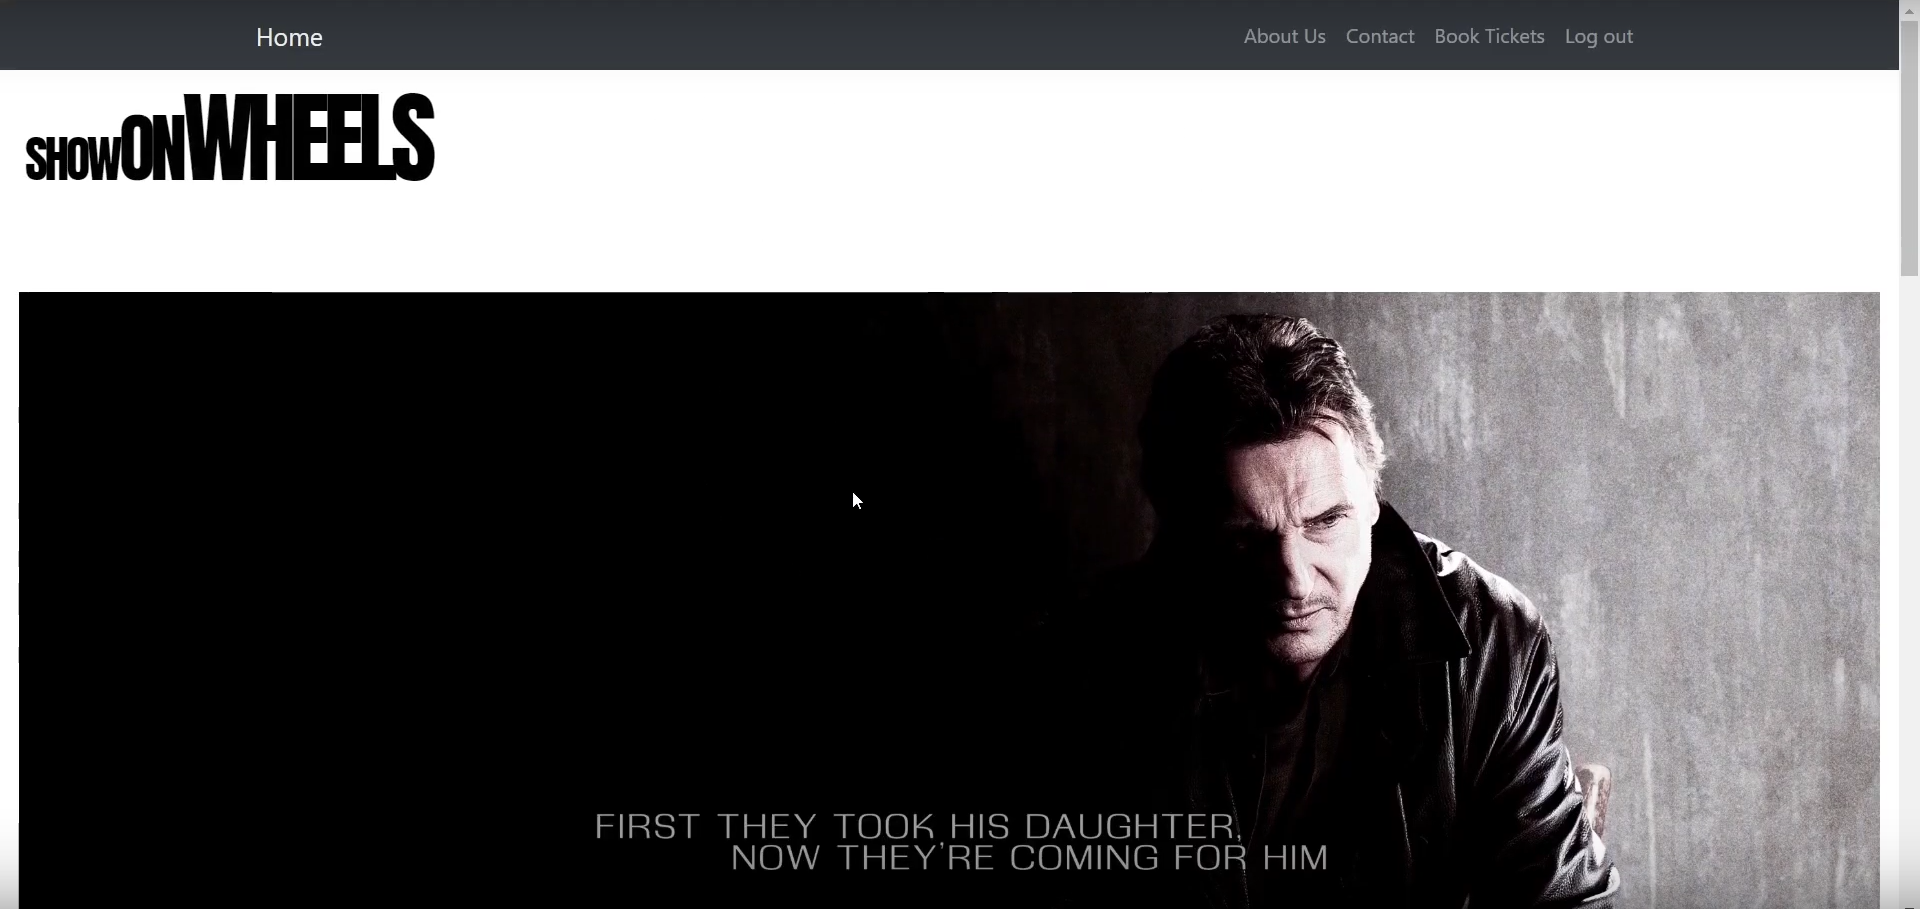 Home
About Us Contact Book Tickets Log out
SHOWONWHEELS
FIRST THEY TOOK HIS DAUGHTER.
NOW THEY'RE COMING FOR HIM